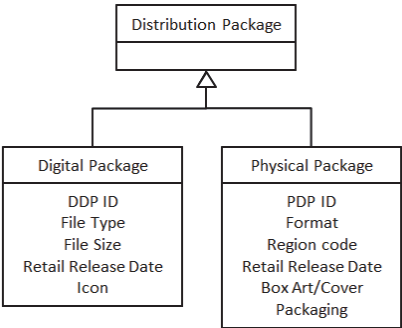 Distribution Package
Digital Package
DDP ID
File Type
File Size
Retail Release Date
Icon
Physical Package
PDP ID
Format
Region code
Retail Release Date
Box Art/Cover
Packaging